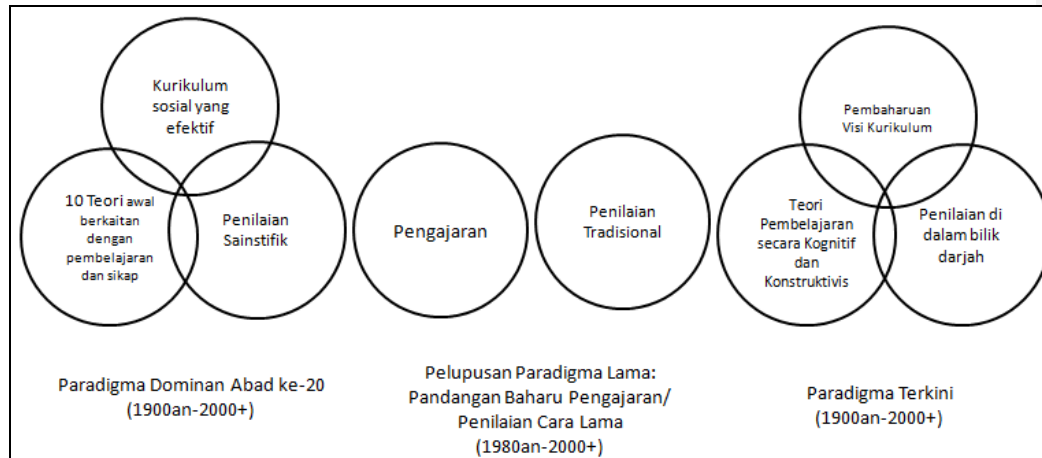 Kurikulum
sosial yang
efektif
10 Teori awal
berkaitan
dengan
pembelajaran
dan sikap
Penilaian
Sainstifik
Paradigma Dominan Abad ke-20
(1900an-2000+)
Pengajaran
Penilaian
Tradisional
Pelupusan Paradigma Lama:
Pandangan Baharu Pengajaran/
Penilaian Cara Lama
(1980an-2000+)
Pembaharuan
Visi Kurikulum
Teori
Pembelajaran
secara Kognitif
dan
Konstruktivis
Penilaian di
dalam bilik
darjah
Paradigma Terkini
(1900an-2000+)